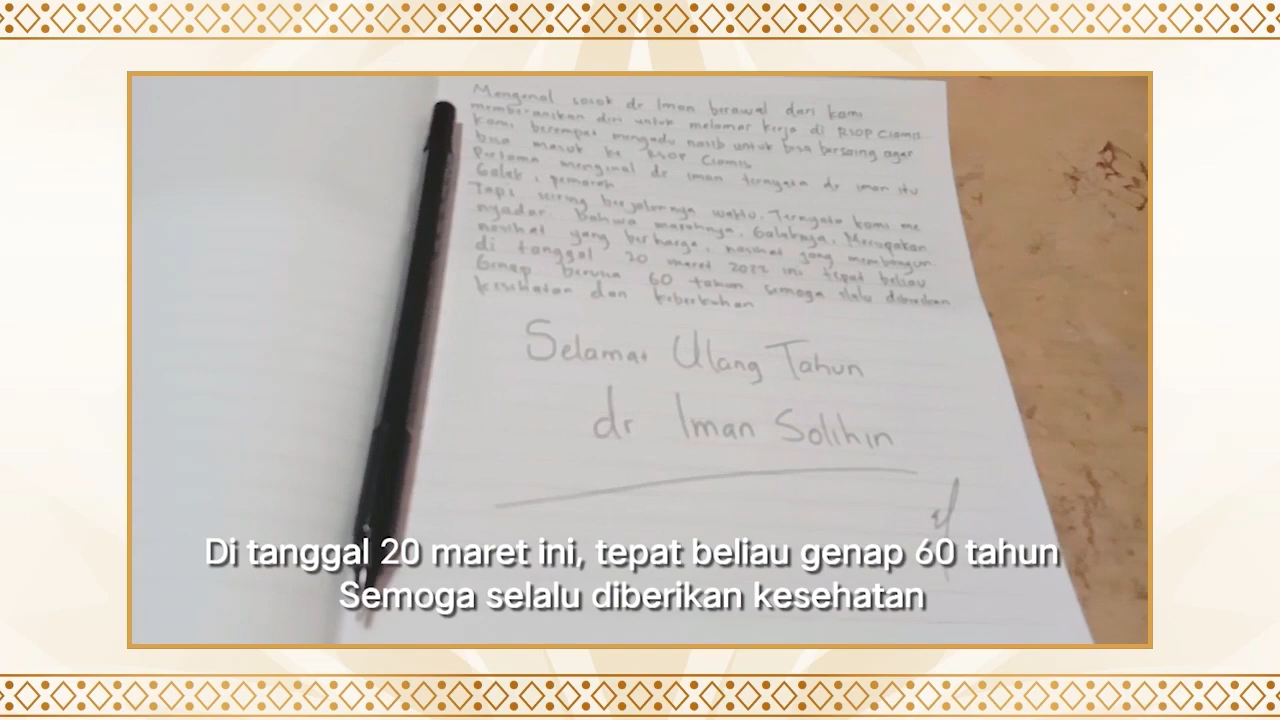 Mengenal sosok dr Iman berawal dari kami
memberanikan diri untuk melamar kerja di RSOP Ciamis
kami berempat mengadu nasib untuk bisa bersaing agar
bisa masuk ke RSOP Ciamis
Pertama mengenal dr iman ternyata dr iman itu
Galak, pemarah
Tapi seiring berjalannya waktu. Ternyata kami me
ngadar bahwa marahnya, Galaknya, Merupakan
nasihat yang berharga, nasihat yang membangun
di tanggal 20 maret 2022 ini tepat beliau
Genap berusia 60 tahun semoga slalu diberikan
kesehatan dan keberkahan
Selamat Ulang Tahun
dr Iman Solihin
Di tanggal 20 maret ini, tepat beliau genap 60 tahun
Semoga selalu diberikan kesehatan